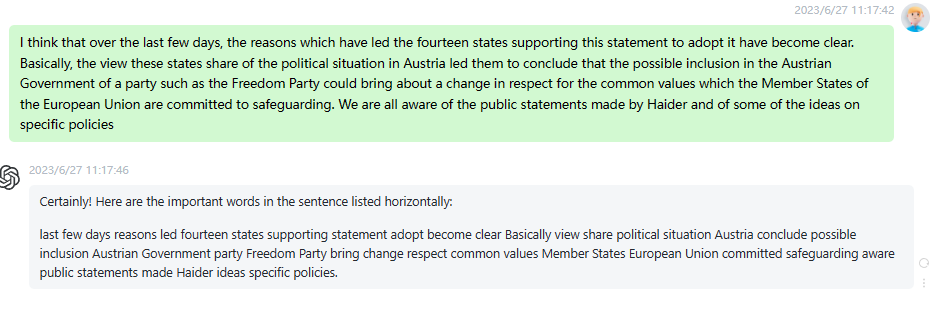 2023/6/27 11:17:42
I think that over the last few days, the reasons which have led the fourteen states supporting this statement to adopt it have become clear.
Basically, the view these states share of the political situation in Austria led them to conclude that the possible inclusion in the Austrian
Government of a party such as the Freedom Party could bring about a change in respect for the common values which the Member States of
the European Union are committed to safeguarding. We are all aware of the public statements made by Haider and of some of the ideas on
specific policies
2023/6/27 11:17:46
Certainly! Here are the important words in the sentence listed horizontally:
last few days reasons led fourteen states supporting statement adopt become clear Basically view share political situation Austria conclude possible
inclusion Austrian Government party Freedom Party bring change respect common values Member States European Union committed safeguarding aware
public statements made Haider ideas specific policies.